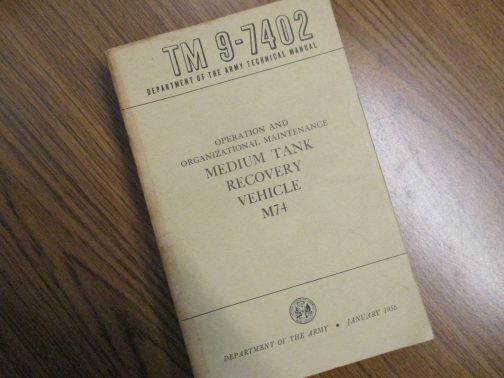 TM 9-7402
DEPARTMENT OF THE ARMY TECHNICAL MANUAL
OPERATION AND
ORGANIZATIONAL MAINTENANCE
MEDIUM TANK
RECOVERY
VEHICLE
M74
DEPARTMENT OF THE ARMY • JANUARY 1956